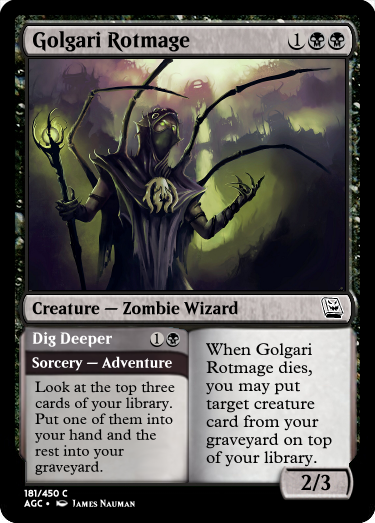 Golgari Rotmage 1
Creature — Zombie Wizard
Dig Deeper 1
Sorcery — Adventure
Look at the top three
cards of your library.
Put one of them into
your hand and the
rest into your
graveyard.
When Golgari
Rotmage dies,
you may put
target creature
card from your
graveyard on top
of your library.
2/3
181/450 C
AGC • James Nauman